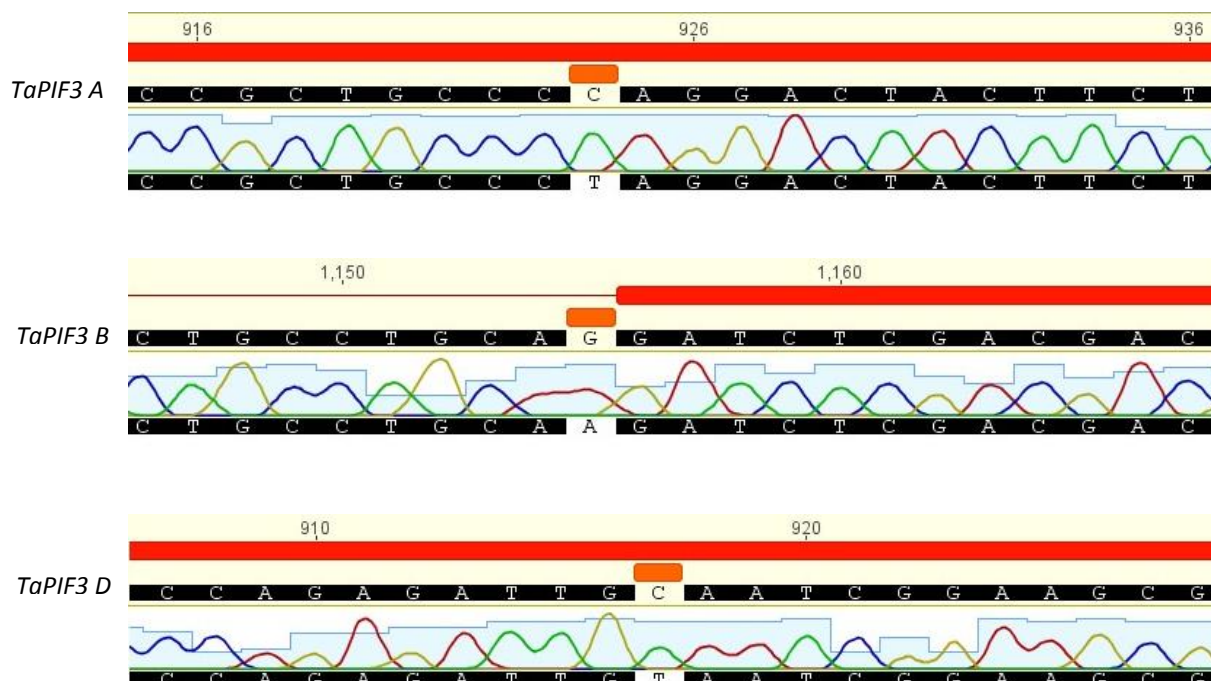 916 926 936
TaPIF3 A
C C G C T G C C C C A G G A C T A C T T C T
C C G C T G C C C T A G G A C T A C T T C T
1,150 1,160
TaPIF3 B
C T G C C T G C A G G A T C T C G A C G A C
C T G C C T G C A A G A T C T C G A C G A C
910 920
TaPIF3 D
C C A G A G A T T G C A A T C G G A A G C G
C C A G A G A T T G T A A T C G G A A G C G